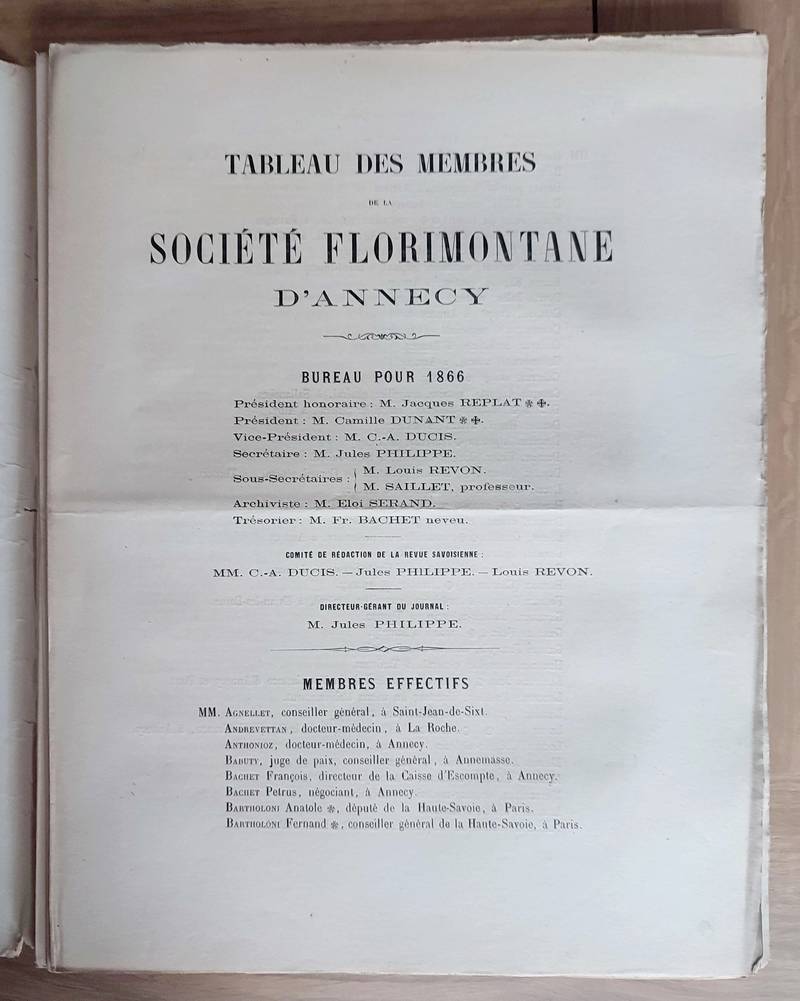 TABLEAU DES MEMBRES
DE LA
SOCIÉTÉ FLORIMONTANE
D'ANNECY
BUREAU POUR 1866
Président honoraire : M. Jacques REPLAT ❀ ✠.
Président : M. Camille DUNANT ❀ ✠.
Vice-Président : M. C.-A. DUCIS.
Secrétaire : M. Jules PHILIPPE.
Sous-Secrétaires : { M. Louis REVON.
M. SAILLET, professeur.
Archiviste : M. Eloi SERAND.
Trésorier : M. Fr. BACHET neveu.
COMITÉ DE RÉDACTION DE LA REVUE SAVOISIENNE :
MM. C.-A. DUCIS. — Jules PHILIPPE. — Louis REVON.
DIRECTEUR-GÉRANT DU JOURNAL :
M. Jules PHILIPPE.
MEMBRES EFFECTIFS
MM. AGNELLET, conseiller général, à Saint-Jean-de-Sixt.
ANDREVETTAN, docteur-médecin, à La Roche.
ANTHONIOZ, docteur-médecin, à Annecy.
BABUTY, juge de paix, conseiller général, à Annemasse.
BACHET François, directeur de la Caisse d'Escompte, à Annecy.
BACHET Petrus, négociant, à Annecy.
BARTHOLONI Anatole ❀, député de la Haute-Savoie, à Paris.
BARTHOLONI Fernand ❀, conseiller général de la Haute-Savoie, à Paris.